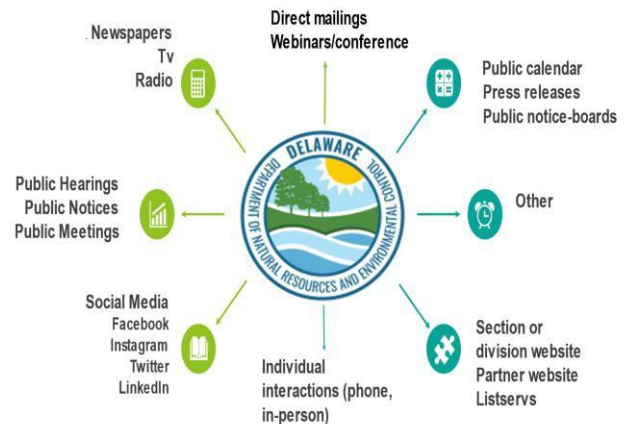 Direct mailings
Webinars/conference
. Newspapers
Tv
Radio
Public calendar
Press releases
Public notice-boards
DELAWARE
DEPARTMENT OF NATURAL RESOURCES AND ENVIRONMENTAL CONTROL
Public Hearings
Public Notices
Public Meetings
Other
Social Media
Facebook
Instagram
Twitter
LinkedIn
Individual
interactions (phone,
in-person)
Section or
division website
Partner website
Listservs